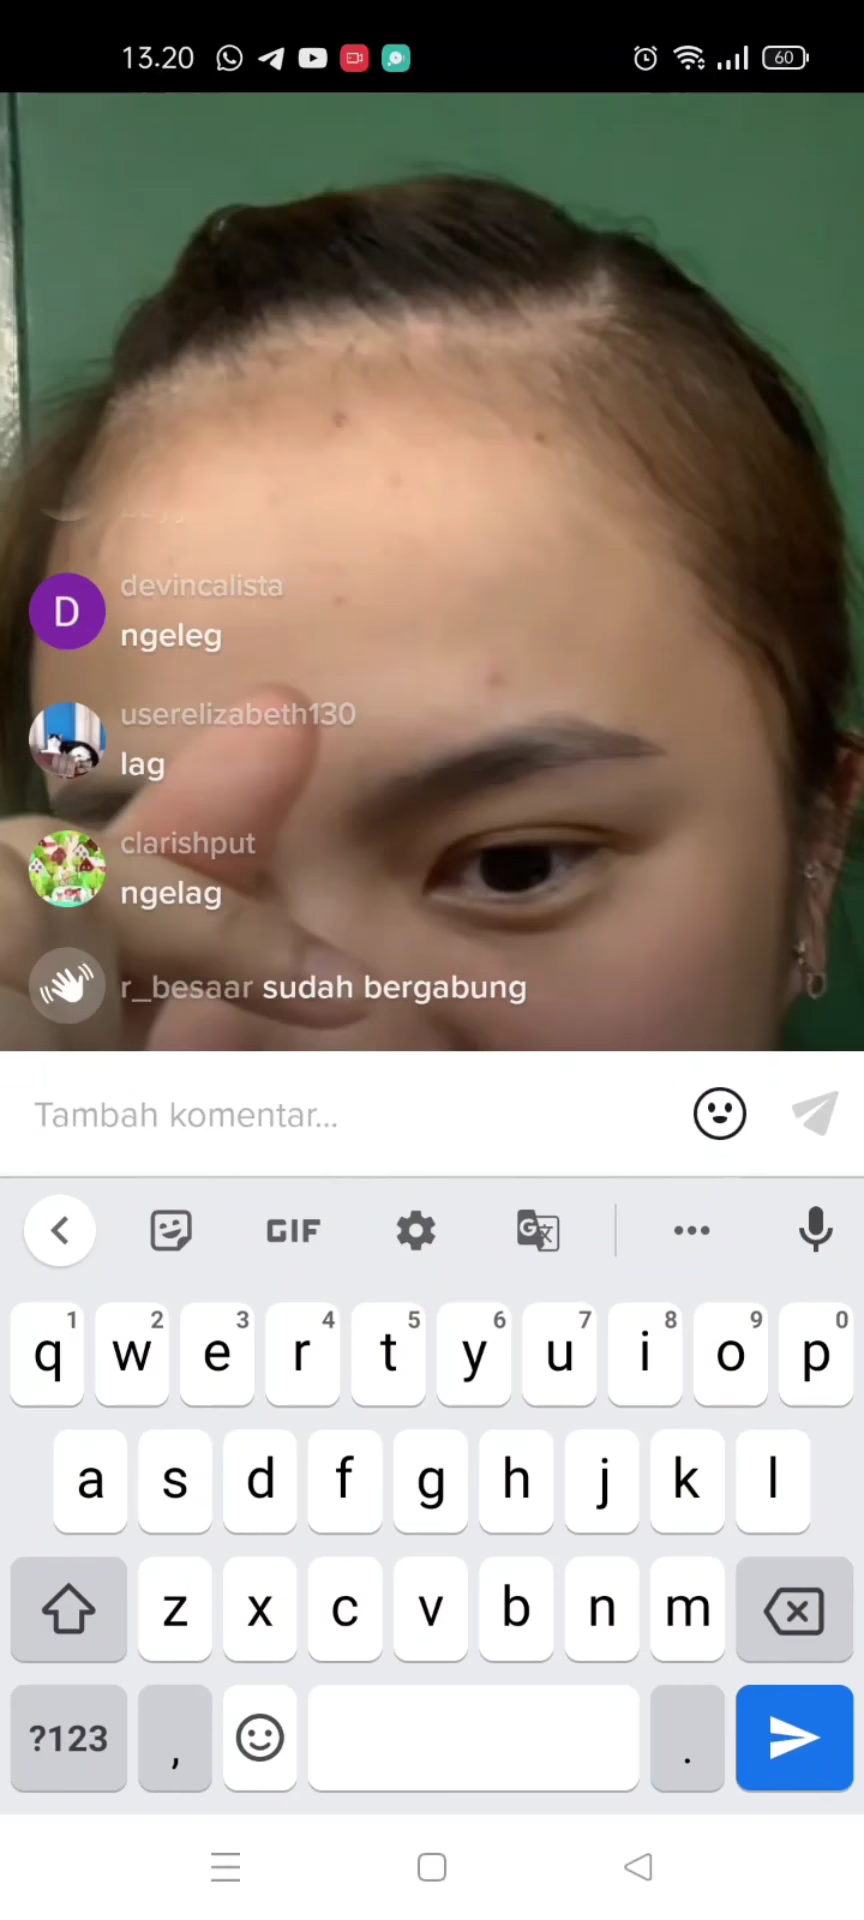 13.20
60
devincalista
ngeleg
userelizabeth130
lag
clarishput
ngelag
r_besaar sudah bergabung
Tambah komentar...
GIF
G
1 2 3 4 5 6 7 8 9 0
q w e r t y u i o p
a s d f g h j k l
z x c v b n m
?123 , .